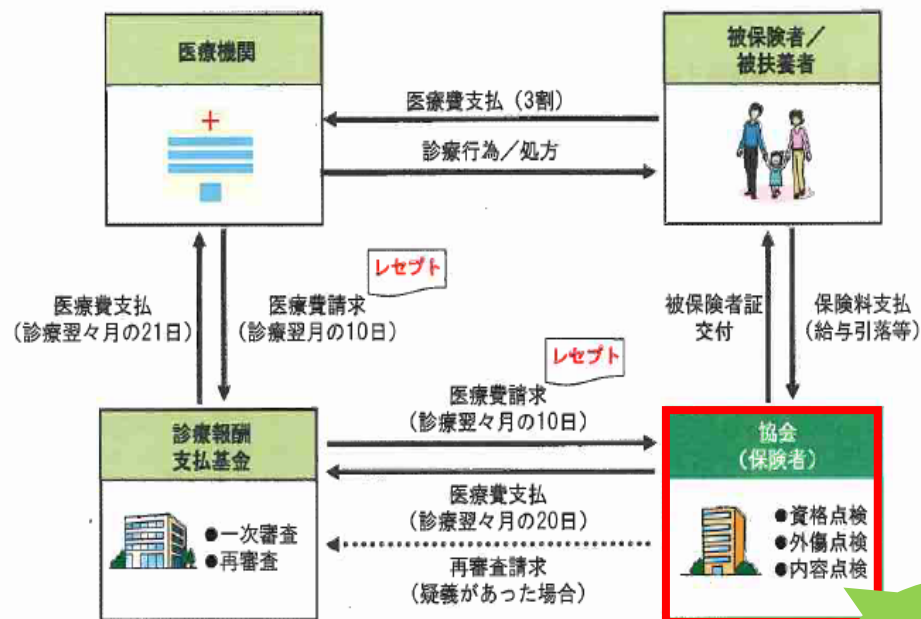 医療機関
被保険者／
被扶養者
医療費支払（3割）
診療行為／処方
レセプト
医療費支払
（診療翌々月の21日）
医療費請求
（診療翌月の10日）
被保険者証
交付
保険料支払
（給与引落等）
レセプト
医療費請求
（診療翌々月の10日）
診療報酬
支払基金
●一次審査
●再審査
協会
（保険者）
●資格点検
●外傷点検
●内容点検
医療費支払
（診療翌々月の20日）
再審査請求
（疑義があった場合）